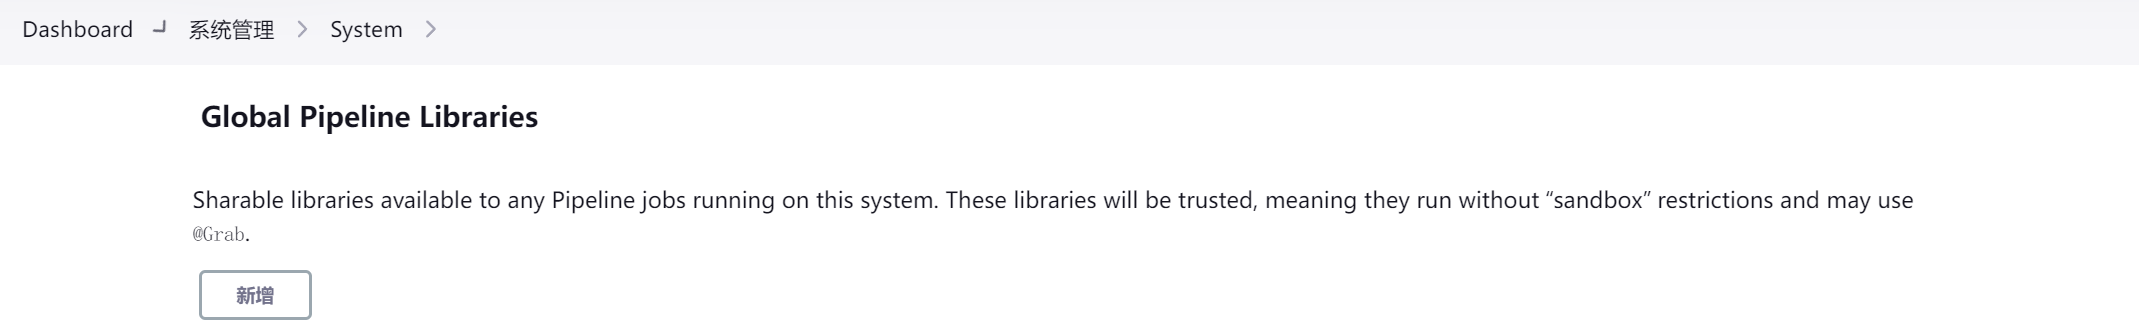 Dashboard 系统管理 System
Global Pipeline Libraries
Sharable libraries available to any Pipeline jobs running on this system. These libraries will be trusted, meaning they run without “sandbox” restrictions and may use
@Grab.
新增